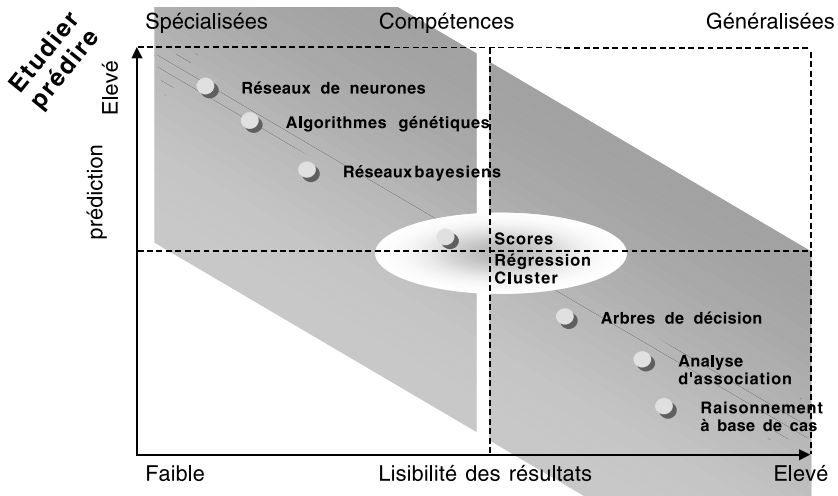 Spécialisées Compétences Généralisées
Etudier
prédire
Elevé
prédiction
Réseaux de neurones
Algorithmes génétiques
Réseaux bayesiens
Scores
Régression
Cluster
Arbres de décision
Analyse
d'association
Raisonnement
à base de cas
Faible Lisibilité des résultats Elevé